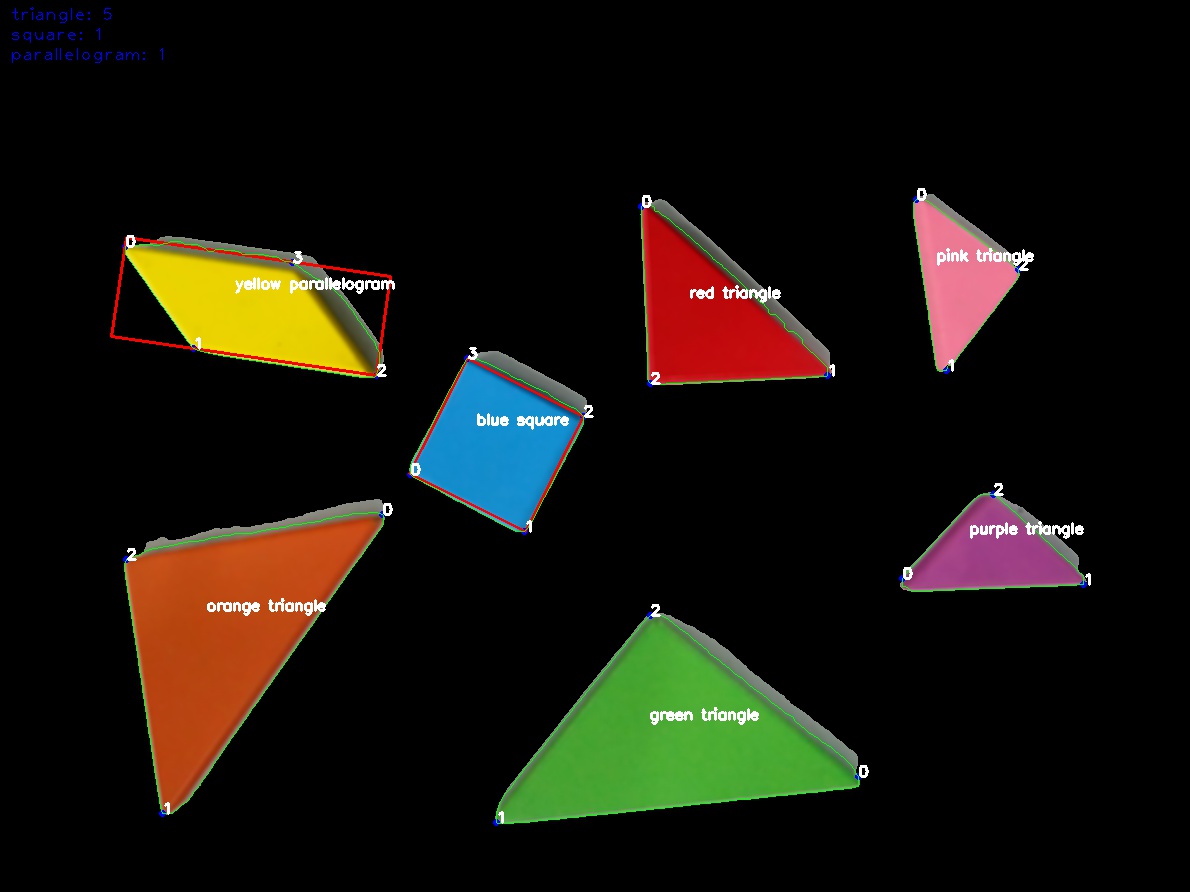 triangle: 5
square: 1
parallelogram: 1
0
0
0
3
pink triangle
2
yellow parallelogram
red triangle
1
3
2
1
2
1
2
blue square
0
2
0
1
2
orange triangle
purple triangle
0
1
2
green triangle
0
1
1